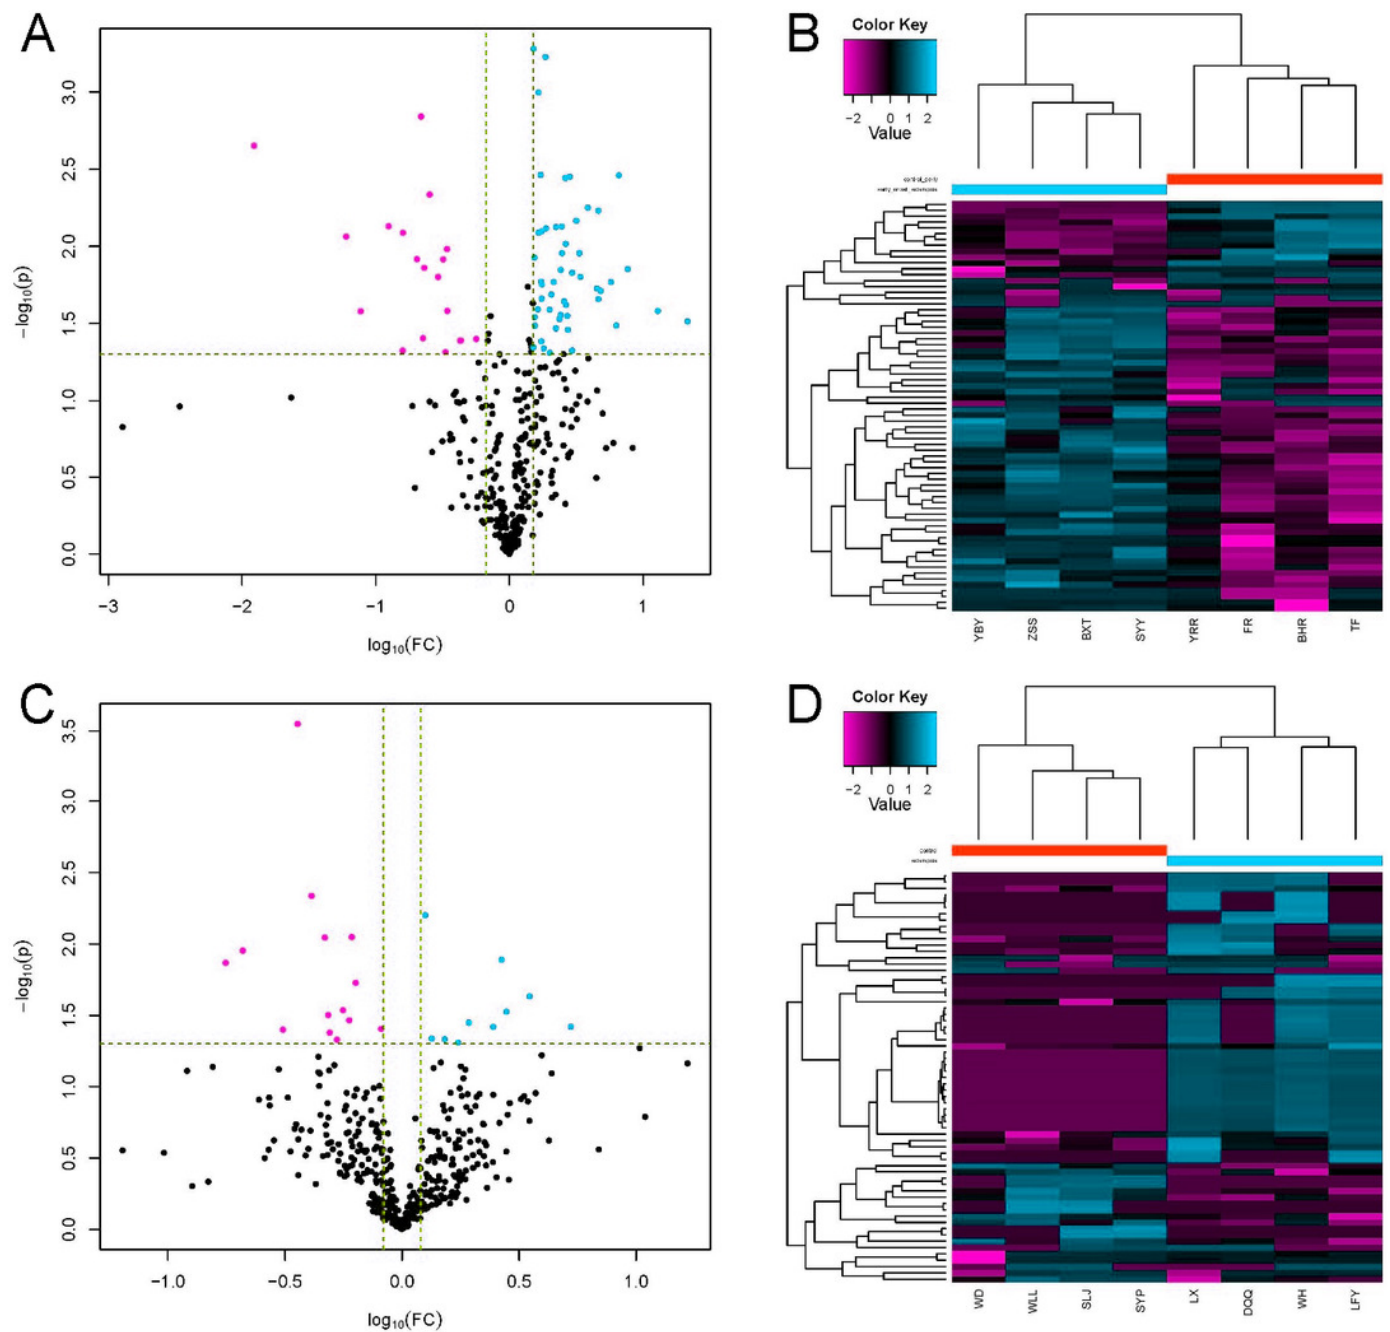 A
3.0
2.5
2.0
1.5
1.0
0.5
0.0
−log10(p)
−3 −2 −1 0 1
log10(FC)
B
Color Key
−2 0 1 2
Value
YBY ZSS BXT SYY YRR FR BHR TF
C
3.5
3.0
2.5
2.0
1.5
1.0
0.5
0.0
−log10(p)
−1.0 −0.5 0.0 0.5 1.0
log10(FC)
D
Color Key
−2 0 1 2
Value
WD WLL SLJ SYP LX DQQ WH LFY